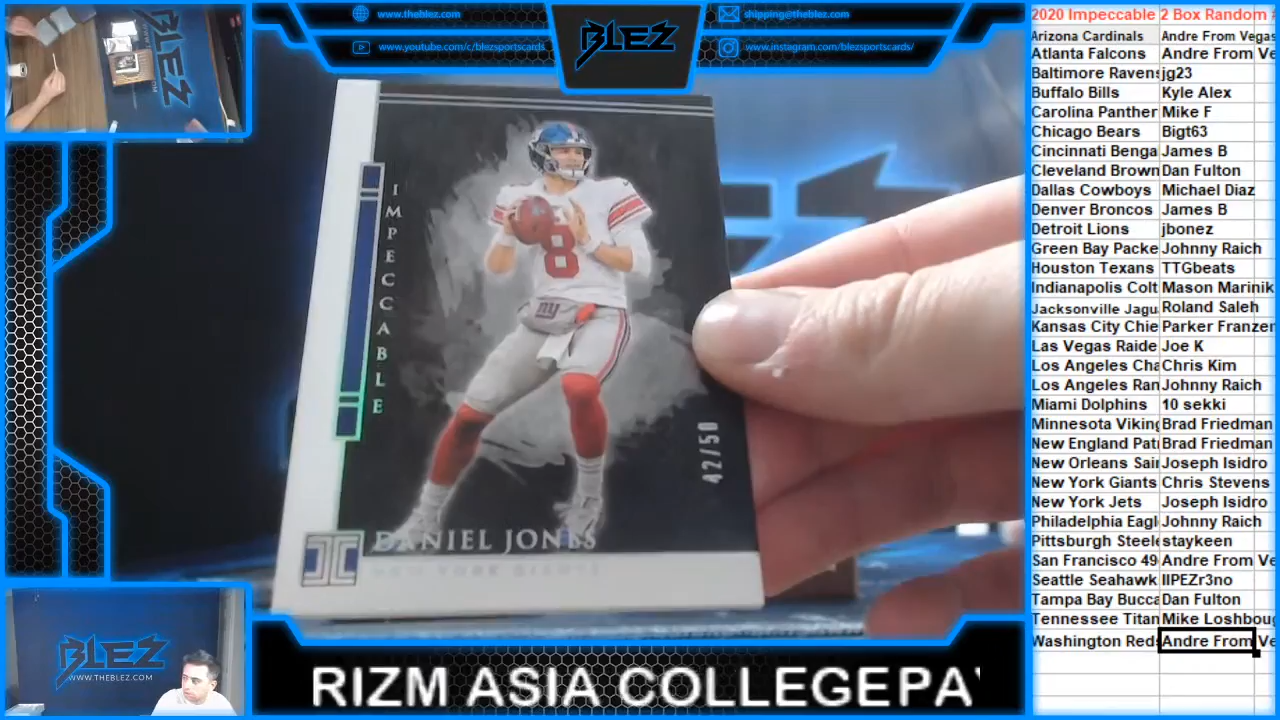 www.theblez.com
www.youtube.com/c/blezsportscards
BLEZ
shipping@theblez.com
www.instagram.com/blezsportscards/
IMPECCABLE
8
ny
42/50
DANIEL JONES
NEW YORK GIANTS
BLEZ
WWW.THEBLEZ.COM
RIZM ASIA COLLEGEPA
2020 Impeccable 2 Box Random
Arizona Cardinals Andre From Vegas
Atlanta Falcons Andre From Ve
Baltimore Ravens jg23
Buffalo Bills Kyle Alex
Carolina Panther Mike F
Chicago Bears Bigt63
Cincinnati Benga James B
Cleveland Brown Dan Fulton
Dallas Cowboys Michael Diaz
Denver Broncos James B
Detroit Lions jbonez
Green Bay Packe Johnny Raich
Houston Texans TTGbeats
Indianapolis Colt Mason Marinik
Jacksonville Jagu Roland Saleh
Kansas City Chie Parker Franzen
Las Vegas Raide Joe K
Los Angeles Cha Chris Kim
Los Angeles Ran Johnny Raich
Miami Dolphins 10 sekki
Minnesota Viking Brad Friedman
New England Pat Brad Friedman
New Orleans Sai Joseph Isidro
New York Giants Chris Stevens
New York Jets Joseph Isidro
Philadelphia Eagl Johnny Raich
Pittsburgh Steele staykeen
San Francisco 49 Andre From Ve
Seattle Seahawk IIPEZr3no
Tampa Bay Bucca Dan Fulton
Tennessee Titan Mike Loshboug
Washington Reds Andre From Ve